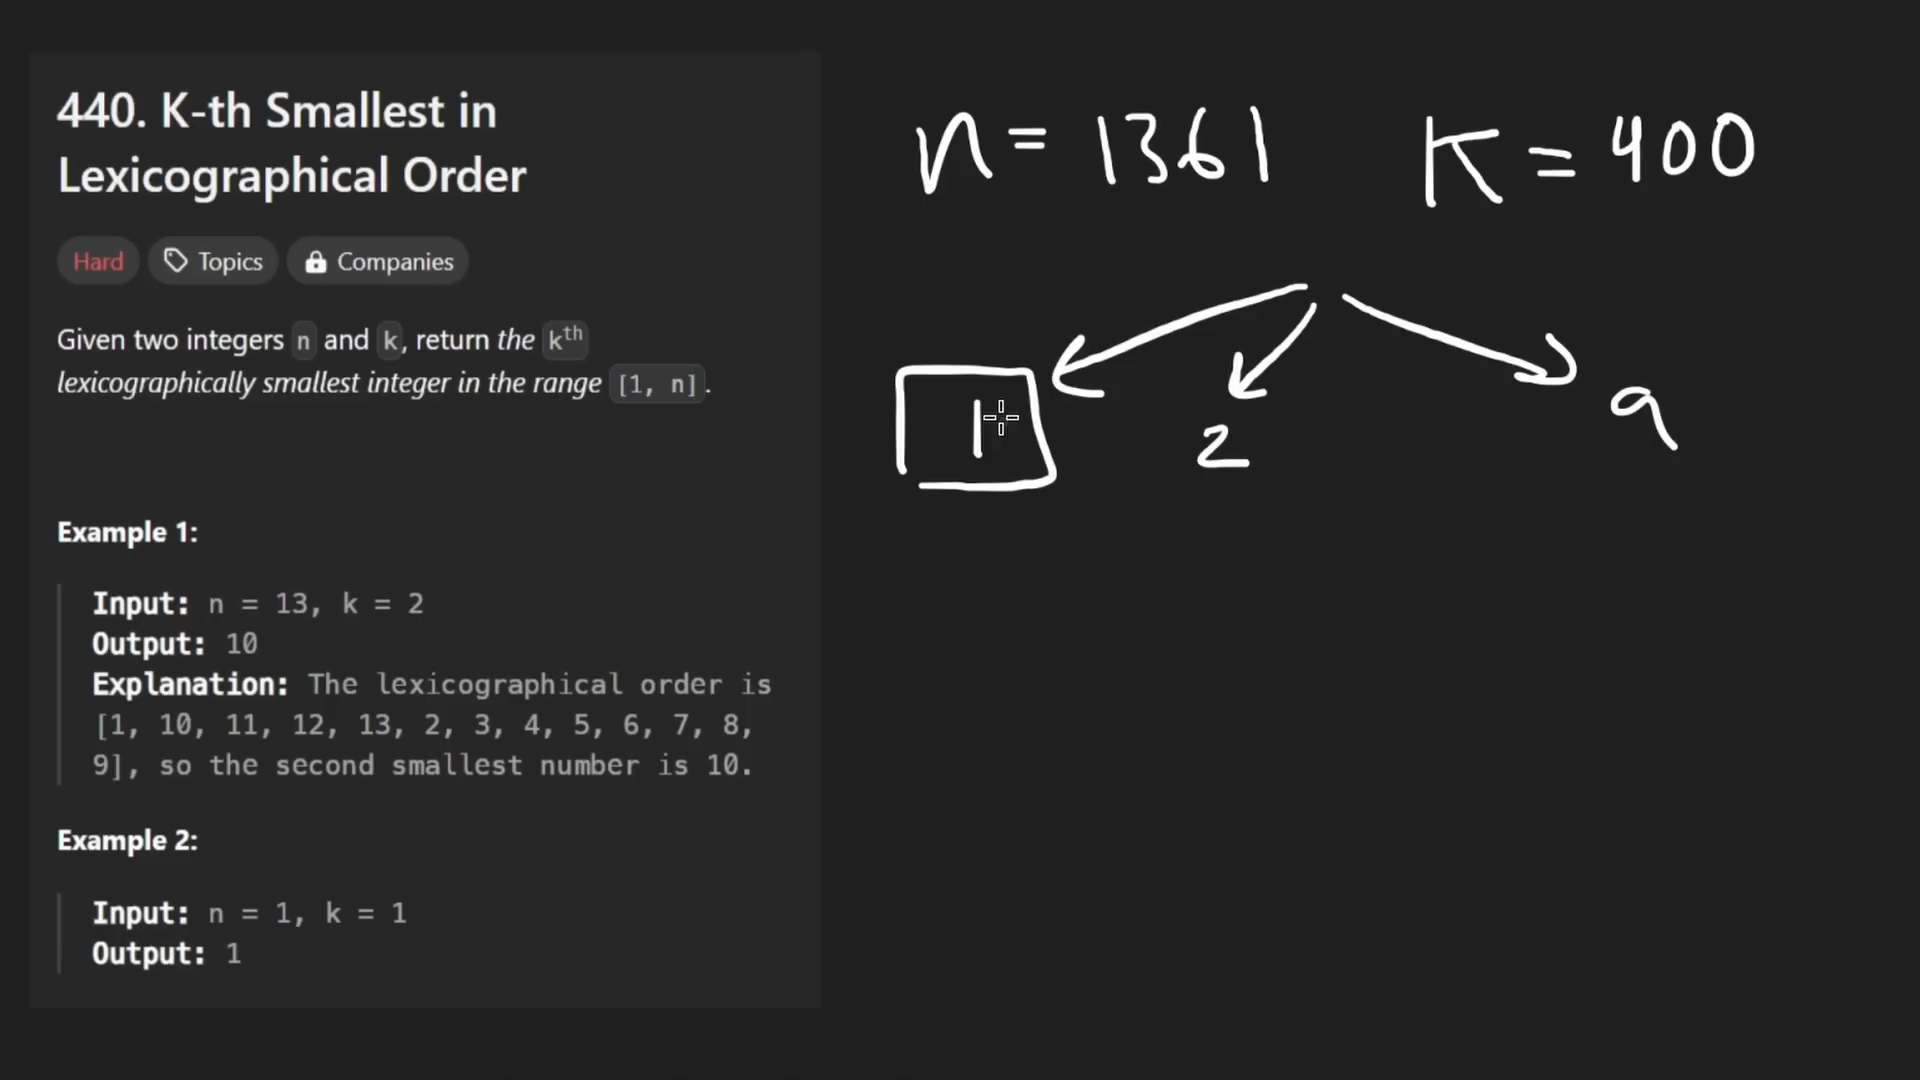 440. K-th Smallest in
Lexicographical Order
Hard Topics Companies
Given two integers n and k, return the kth
lexicographically smallest integer in the range [1, n].
Example 1:
Input: n = 13, k = 2
Output: 10
Explanation: The lexicographical order is
[1, 10, 11, 12, 13, 2, 3, 4, 5, 6, 7, 8,
9], so the second smallest number is 10.
Example 2:
Input: n = 1, k = 1
Output: 1
n = 1361 K = 400
1 2 9